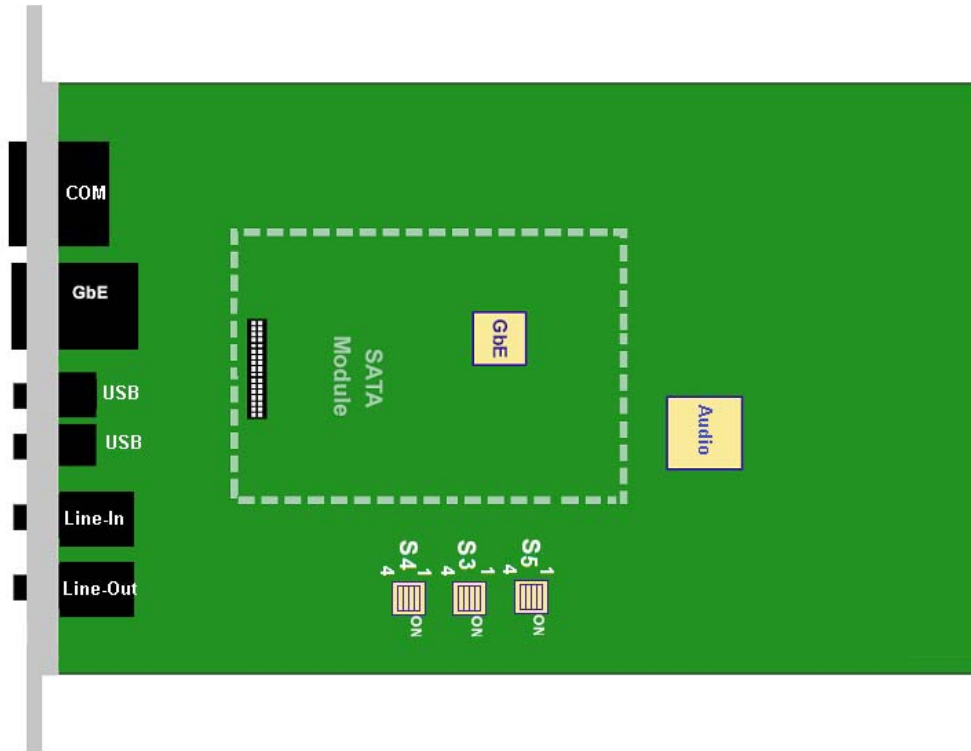 COM
GbE
USB
USB
Line-In
Line-Out
SATA
Module
GbE
Audio
S4
4 1
ON
S3
4 1
ON
S5
4 1
ON